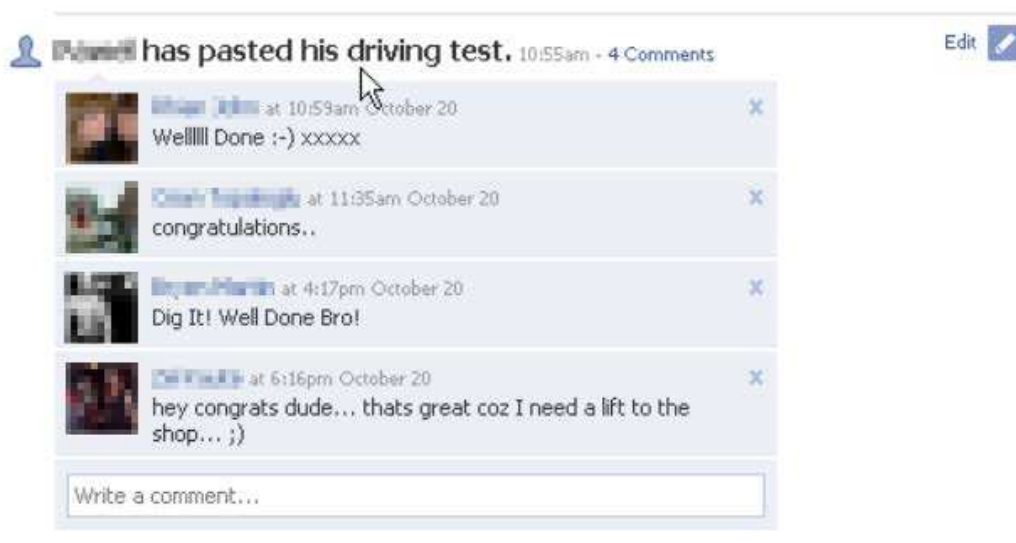 has pasted his driving test. 10:55am - 4 Comments
Edit
at 10:59am October 20
x
Wellllll Done :-) xxxxx
at 11:35am October 20
x
congratulations..
at 4:17pm October 20
x
Dig It! Well Done Bro!
at 6:16pm October 20
x
hey congrats dude... thats great coz I need a lift to the
shop... ;)
Write a comment...